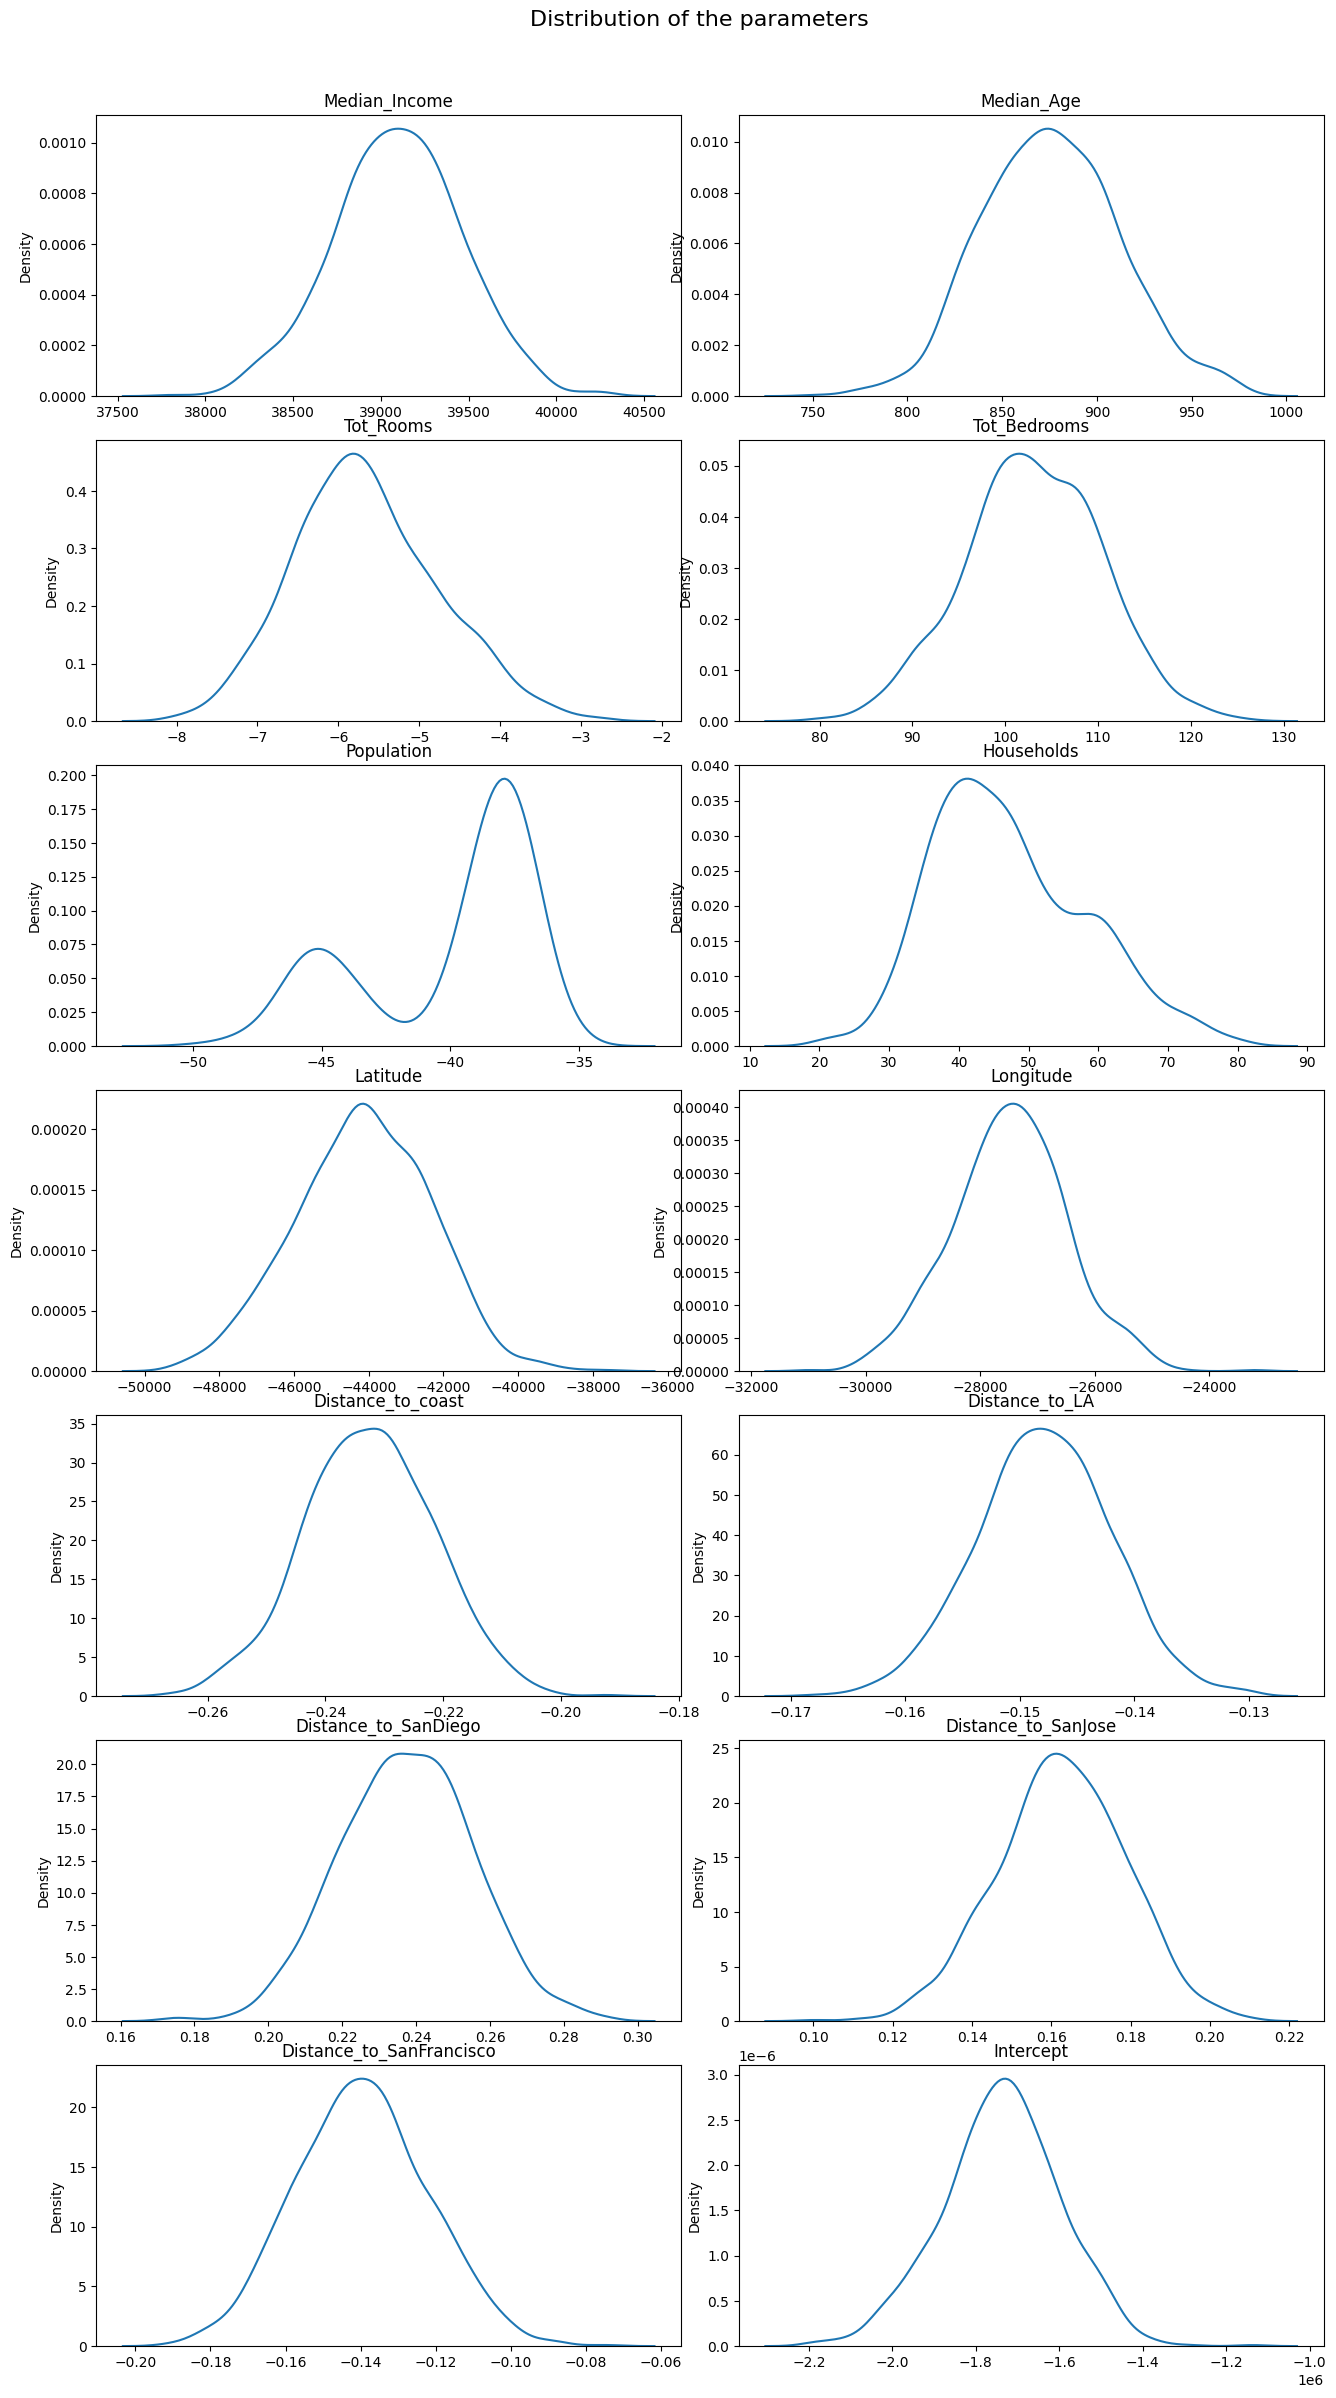 Distribution of the parameters
Median_Income
Density
0.0010
0.0008
0.0006
0.0004
0.0002
0.0000
37500 38000 38500 39000 39500 40000 40500
Median_Age
Density
0.010
0.008
0.006
0.004
0.002
0.000
750 800 850 900 950 1000
Tot_Rooms
Density
0.4
0.3
0.2
0.1
0.0
−8 −7 −6 −5 −4 −3 −2
Tot_Bedrooms
Density
0.05
0.04
0.03
0.02
0.01
0.00
80 90 100 110 120 130
Population
Density
0.200
0.175
0.150
0.125
0.100
0.075
0.050
0.025
0.000
−50 −45 −40 −35
Households
Density
0.040
0.035
0.030
0.025
0.020
0.015
0.010
0.005
0.000
10 20 30 40 50 60 70 80 90
Latitude
Density
0.00020
0.00015
0.00010
0.00005
0.00000
−50000 −48000 −46000 −44000 −42000 −40000 −38000 −36000
Longitude
Density
0.00040
0.00035
0.00030
0.00025
0.00020
0.00015
0.00010
0.00005
0.00000
−32000 −30000 −28000 −26000 −24000
Distance_to_coast
Density
35
30
25
20
15
10
5
0
−0.26 −0.24 −0.22 −0.20 −0.18
Distance_to_LA
Density
60
50
40
30
20
10
0
−0.17 −0.16 −0.15 −0.14 −0.13
Distance_to_SanDiego
Density
20.0
17.5
15.0
12.5
10.0
7.5
5.0
2.5
0.0
0.16 0.18 0.20 0.22 0.24 0.26 0.28 0.30
Distance_to_SanJose
Density
25
20
15
10
5
0
0.10 0.12 0.14 0.16 0.18 0.20 0.22
Distance_to_SanFrancisco
Density
20
15
10
5
0
−0.20 −0.18 −0.16 −0.14 −0.12 −0.10 −0.08 −0.06
Intercept
1e−6
Density
3.0
2.5
2.0
1.5
1.0
0.5
0.0
−2.2 −2.0 −1.8 −1.6 −1.4 −1.2 −1.0
1e6